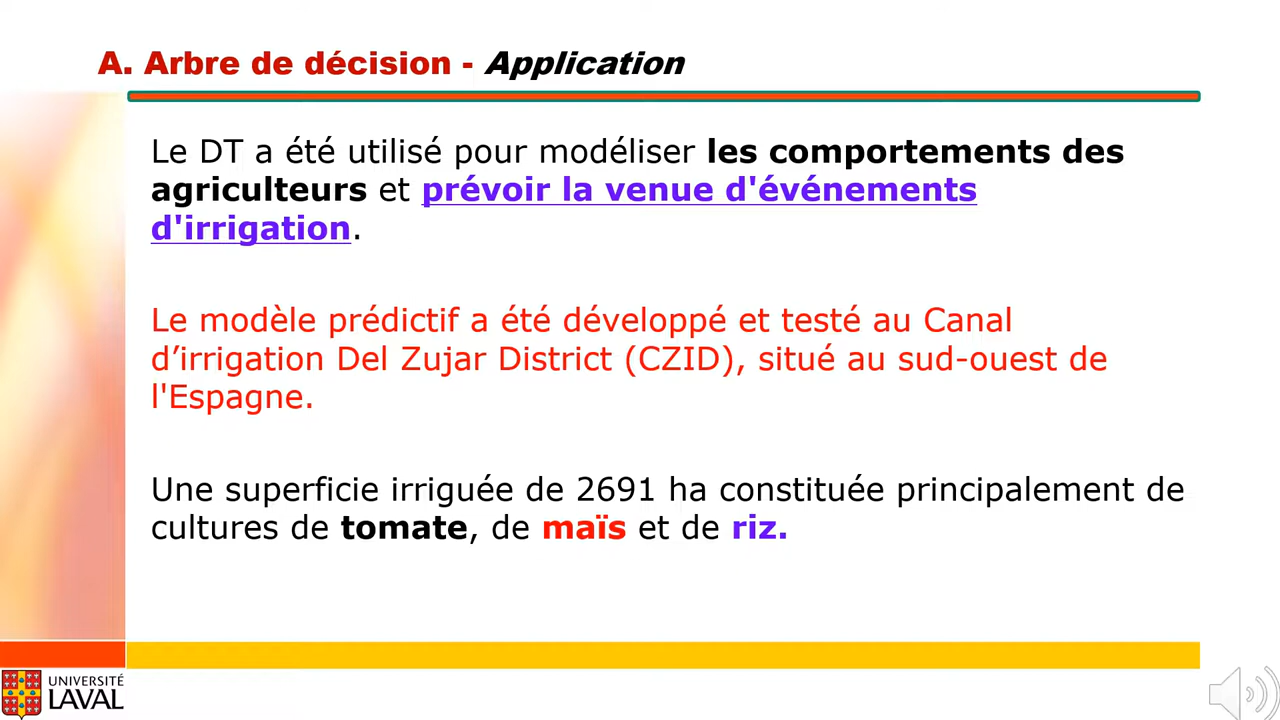 A. Arbre de décision - Application
Le DT a été utilisé pour modéliser les comportements des
agriculteurs et prévoir la venue d'événements
d'irrigation.
Le modèle prédictif a été développé et testé au Canal
d’irrigation Del Zujar District (CZID), situé au sud-ouest de
l'Espagne.
Une superficie irriguée de 2691 ha constituée principalement de
cultures de tomate, de maïs et de riz.
UNIVERSITÉ
LAVAL